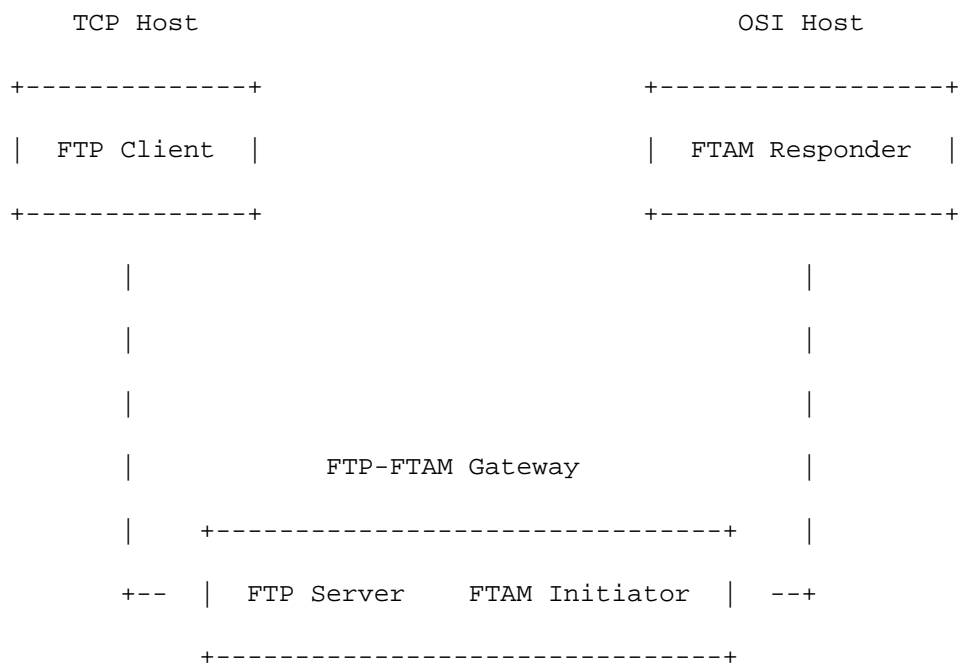 TCP Host OSI Host
FTP Client FTAM Responder
FTP-FTAM Gateway
FTP Server FTAM Initiator